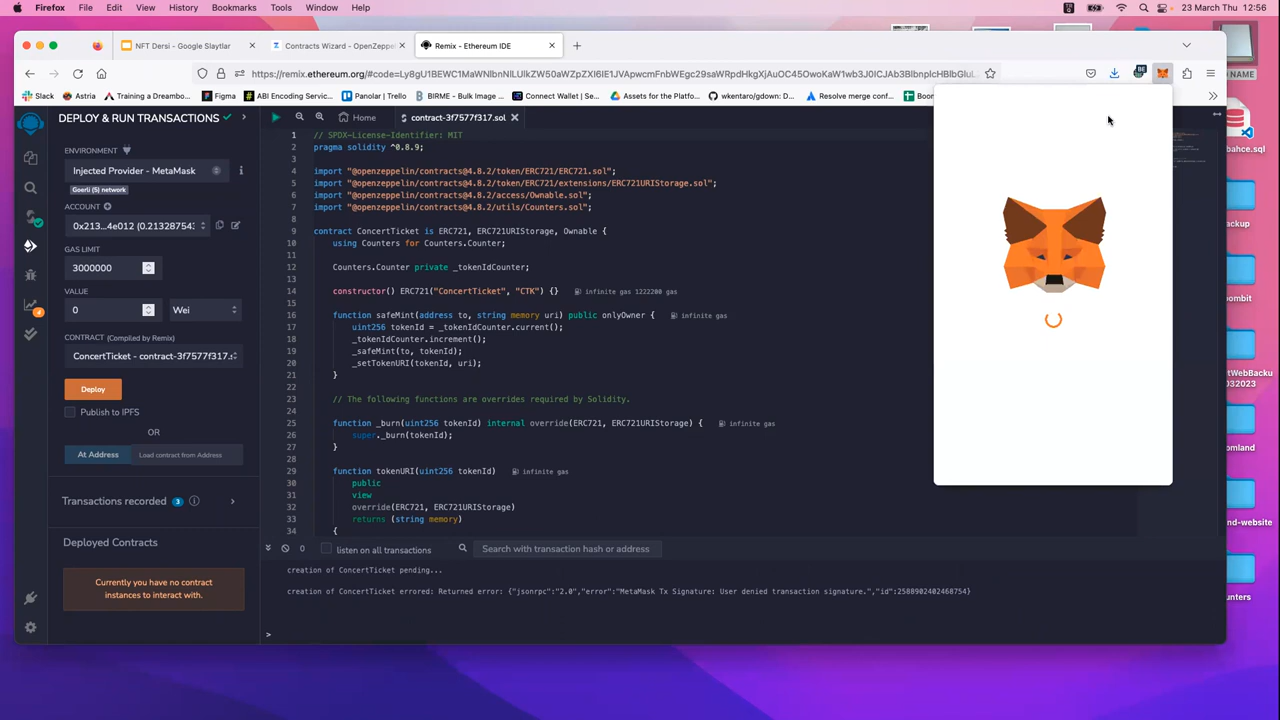 Firefox File Edit View History Bookmarks Tools Window Help
23 March Thu 12:56
NFT Dersi - Google Slaytlar
Contracts Wizard - OpenZeppel
Remix - Ethereum IDE
https://remix.ethereum.org/
Slack Astria Training a Dreambo... Figma ABI Encoding Service... Panolar | Trello BIRME - Bulk Image ... Connect Wallet | Se... Assets for the Platfo... wkentaro/gdown: D... Resolve merge conf... Boom
DEPLOY & RUN TRANSACTIONS
Home
contract-3f7577f317.sol
ENVIRONMENT
Injected Provider - MetaMask
Goerli (5) network
ACCOUNT
0x213...4e012 (0.21328754
GAS LIMIT
3000000
VALUE
0
Wei
CONTRACT (Compiled by Remix)
ConcertTicket - contract-3f7577f317.s
Deploy
Publish to IPFS
OR
At Address
Load contract from Address
Transactions recorded 3 i
Deployed Contracts
Currently you have no contract
instances to interact with.
1 // SPDX-License-Identifier: MIT
2 pragma solidity ^0.8.9;
3
4 import "@openzeppelin/contracts@4.8.2/token/ERC721/ERC721.sol";
5 import "@openzeppelin/contracts@4.8.2/token/ERC721/extensions/ERC721URIStorage.sol";
6 import "@openzeppelin/contracts@4.8.2/access/Ownable.sol";
7 import "@openzeppelin/contracts@4.8.2/utils/Counters.sol";
8
9 contract ConcertTicket is ERC721, ERC721URIStorage, Ownable {
10 using Counters for Counters.Counter;
11
12 Counters.Counter private _tokenIdCounter;
13
14 constructor() ERC721("ConcertTicket", "CTK") {} infinite gas 1222200 gas
15
16 function safeMint(address to, string memory uri) public onlyOwner { infinite gas
17 uint256 tokenId = _tokenIdCounter.current();
18 _tokenIdCounter.increment();
19 _safeMint(to, tokenId);
20 _setTokenURI(tokenId, uri);
21 }
22
23 // The following functions are overrides required by Solidity.
24
25 function _burn(uint256 tokenId) internal override(ERC721, ERC721URIStorage) { infinite gas
26 super._burn(tokenId);
27 }
28
29 function tokenURI(uint256 tokenId) infinite gas
30 public
31 view
32 override(ERC721, ERC721URIStorage)
33 returns (string memory)
34 {
0
listen on all transactions
Search with transaction hash or address
creation of ConcertTicket pending...
creation of ConcertTicket errored: Returned error: {"jsonrpc":"2.0","error":"MetaMask Tx Signature: User denied transaction signature.","id":2588902402468754}
>
NAME
bahce.sql
ackup
ombit
tWebBacku
032023
omland
nd-website
unters